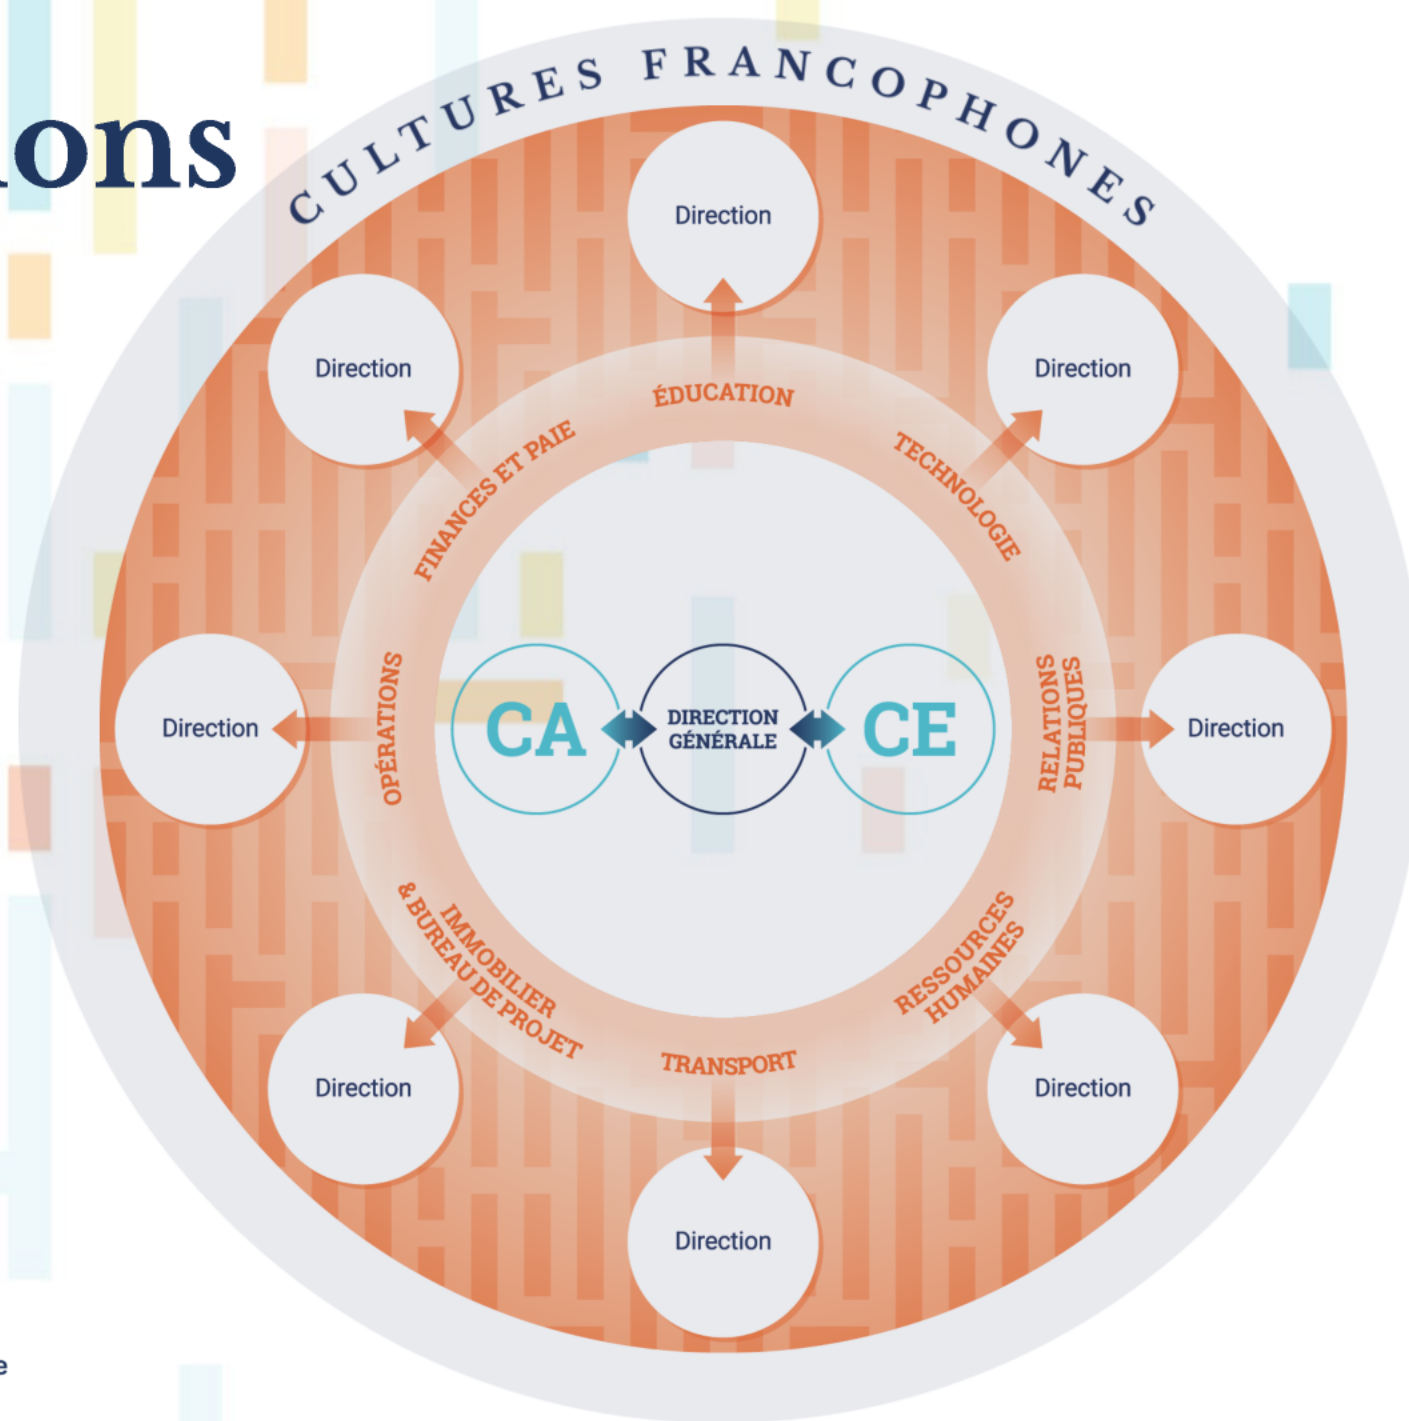 ons
CULTURES FRANCOPHONES
Direction
Direction
Direction
ÉDUCATION
FINANCES ET PAIE
TECHNOLOGIE
OPÉRATIONS
CA
DIRECTION
GÉNÉRALE
CE
RELATIONS
PUBLIQUES
Direction
Direction
IMMOBILIER
& BUREAU DE PROJET
RESSOURCES
HUMAINES
TRANSPORT
Direction
Direction
Direction
e